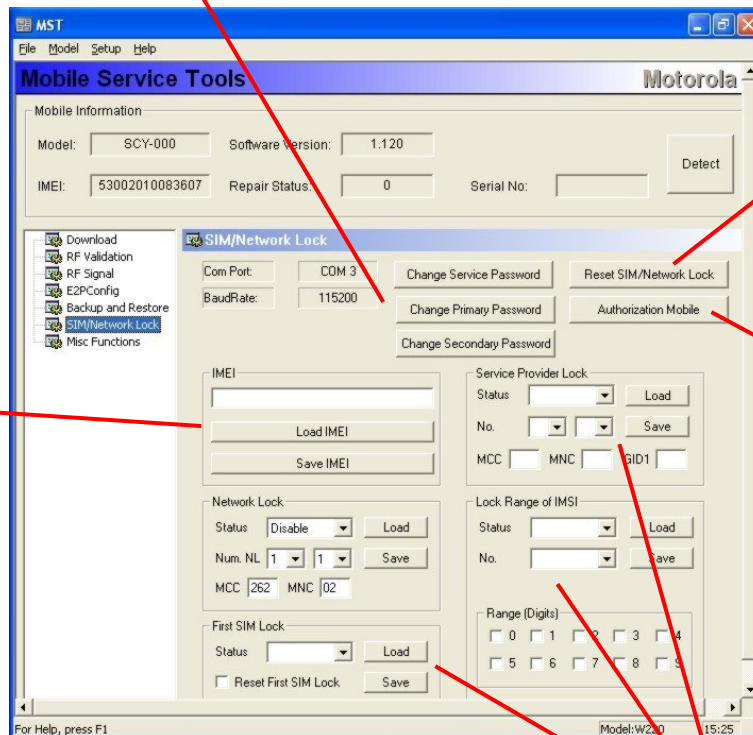 MST
File Model Setup Help
Mobile Service Tools Motorola
Mobile Information
Model: SCY-000 Software Version: 1.120
Detect
IMEI: 53002010083607 Repair Status: 0 Serial No:
Download
RF Validation
RF Signal
E2PConfig
Backup and Restore
SIM/Network Lock
Misc Functions
SIM/Network Lock
Com Port: COM 3 Change Service Password Reset SIM/Network Lock
BaudRate: 115200 Change Primary Password Authorization Mobile
Change Secondary Password
IMEI
Load IMEI
Save IMEI
Service Provider Lock
Status Load
No. Save
MCC MNC GID1
Network Lock
Status Disable Load
Num. NL 1 1 Save
MCC 262 MNC 02
Lock Range of IMSI
Status Load
No. Save
Range (Digits)
0 1 2 3 4
5 6 7 8 9
First SIM Lock
Status Load
Reset First SIM Lock Save
For Help, press F1 Model:W220 15:25